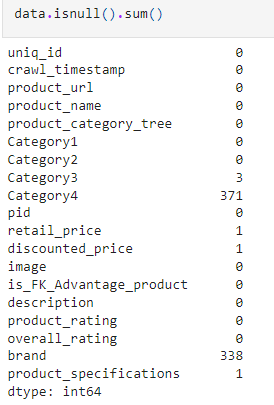 data.isnull().sum()
uniq_id 0
crawl_timestamp 0
product_url 0
product_name 0
product_category_tree 0
Category1 0
Category2 0
Category3 3
Category4 371
pid 0
retail_price 1
discounted_price 1
image 0
is_FK_Advantage_product 0
description 0
product_rating 0
overall_rating 0
brand 338
product_specifications 1
dtype: int64